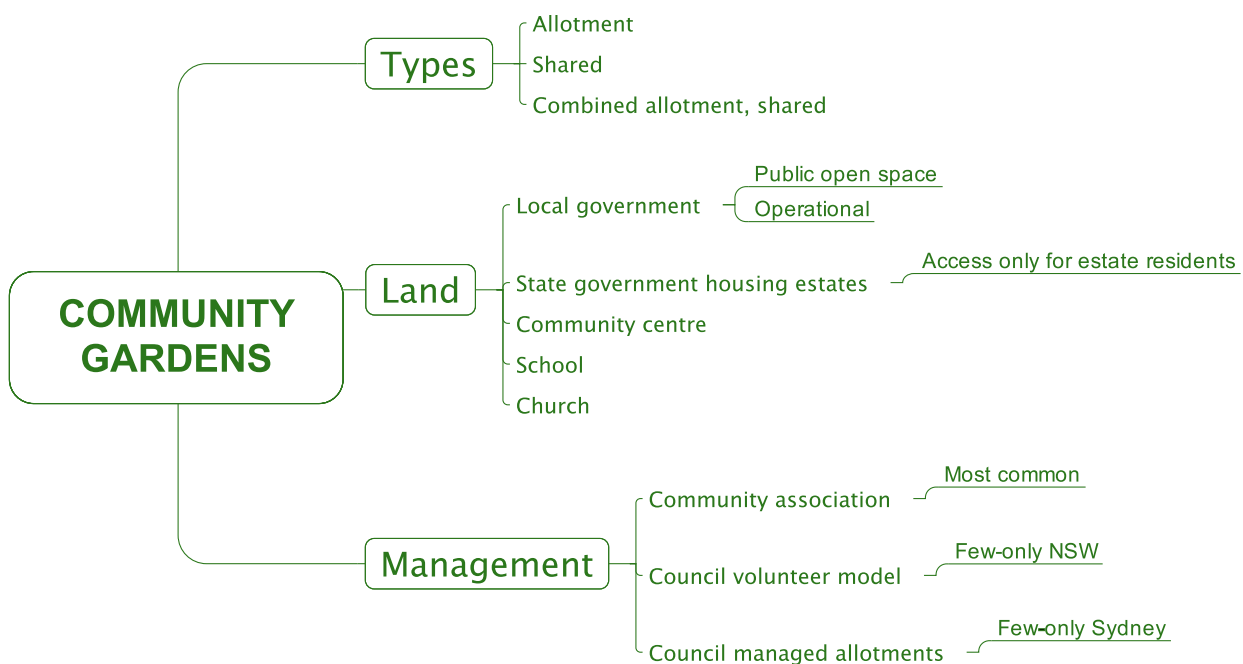 COMMUNITY
GARDENS
Types
Allotment
Shared
Combined allotment, shared
Land
Local government
Public open space
Operational
State government housing estates
Access only for estate residents
Community centre
School
Church
Management
Community association
Most common
Council volunteer model
Few-only NSW
Council managed allotments
Few-only Sydney